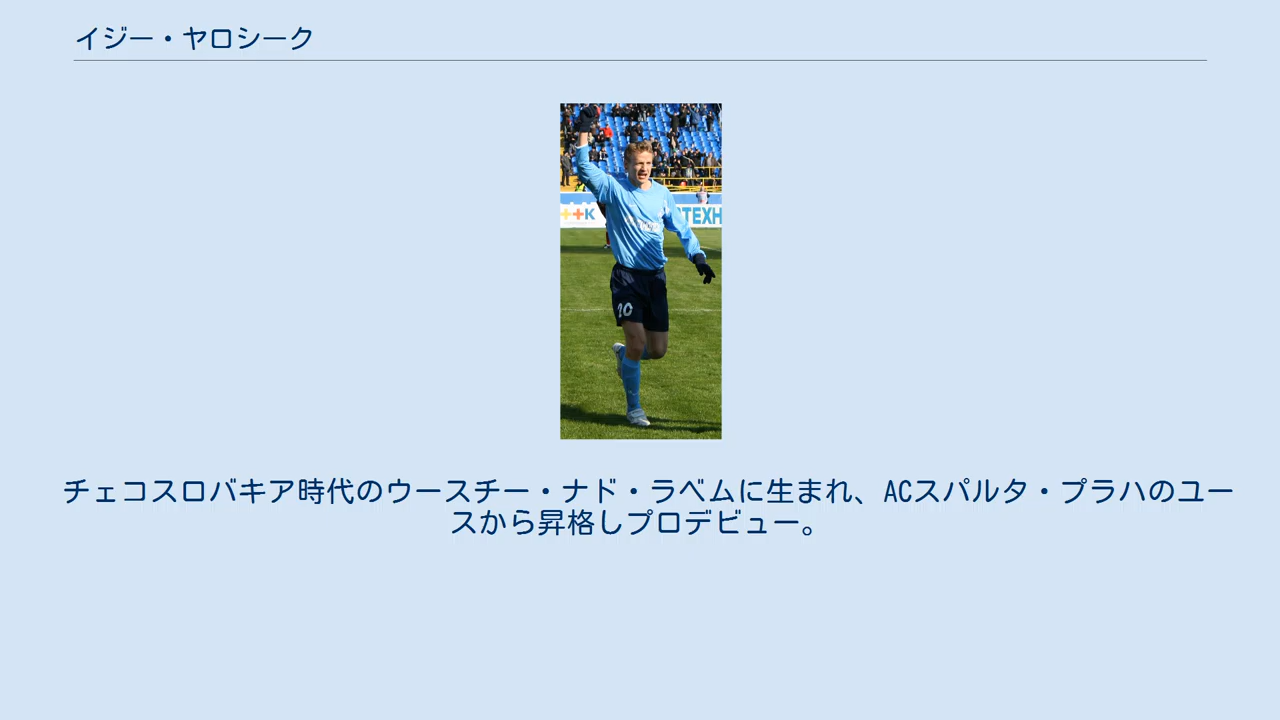 イジー・ヤロシーク
++K
ТЕХН
20
チェコスロバキア時代のウースチー・ナド・ラベムに生まれ、ACスパルタ・プラハのユー
スから昇格しプロデビュー。